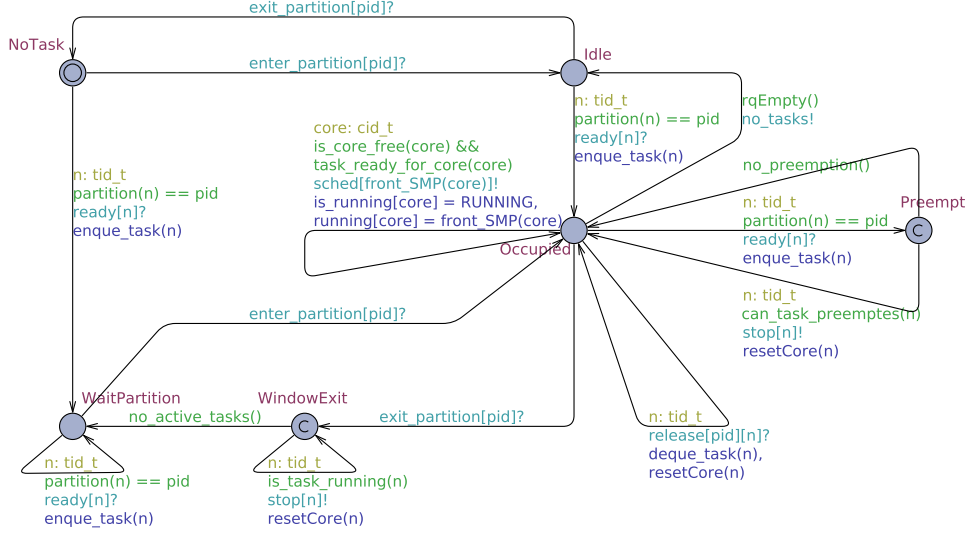 exit_partition[pid]?
NoTask
Idle
enter_partition[pid]?
n: tid_t
partition(n) == pid
ready[n]?
enque_task(n)
rqEmpty()
no_tasks!
core: cid_t
is_core_free(core) &&
task_ready_for_core(core)
sched[front_SMP(core)]!
is_running[core] = RUNNING,
running[core] = front_SMP(core)
no_preemption()
n: tid_t
partition(n) == pid
ready[n]?
enque_task(n)
n: tid_t
partition(n) == pid
ready[n]?
enque_task(n)
Preempt
C
Occupied
n: tid_t
can_task_preemptes(n)
stop[n]!
resetCore(n)
enter_partition[pid]?
WaitPartition
WindowExit
C
no_active_tasks()
exit_partition[pid]?
n: tid_t
release[pid][n]?
deque_task(n),
resetCore(n)
n: tid_t
partition(n) == pid
ready[n]?
enque_task(n)
n: tid_t
is_task_running(n)
stop[n]!
resetCore(n)